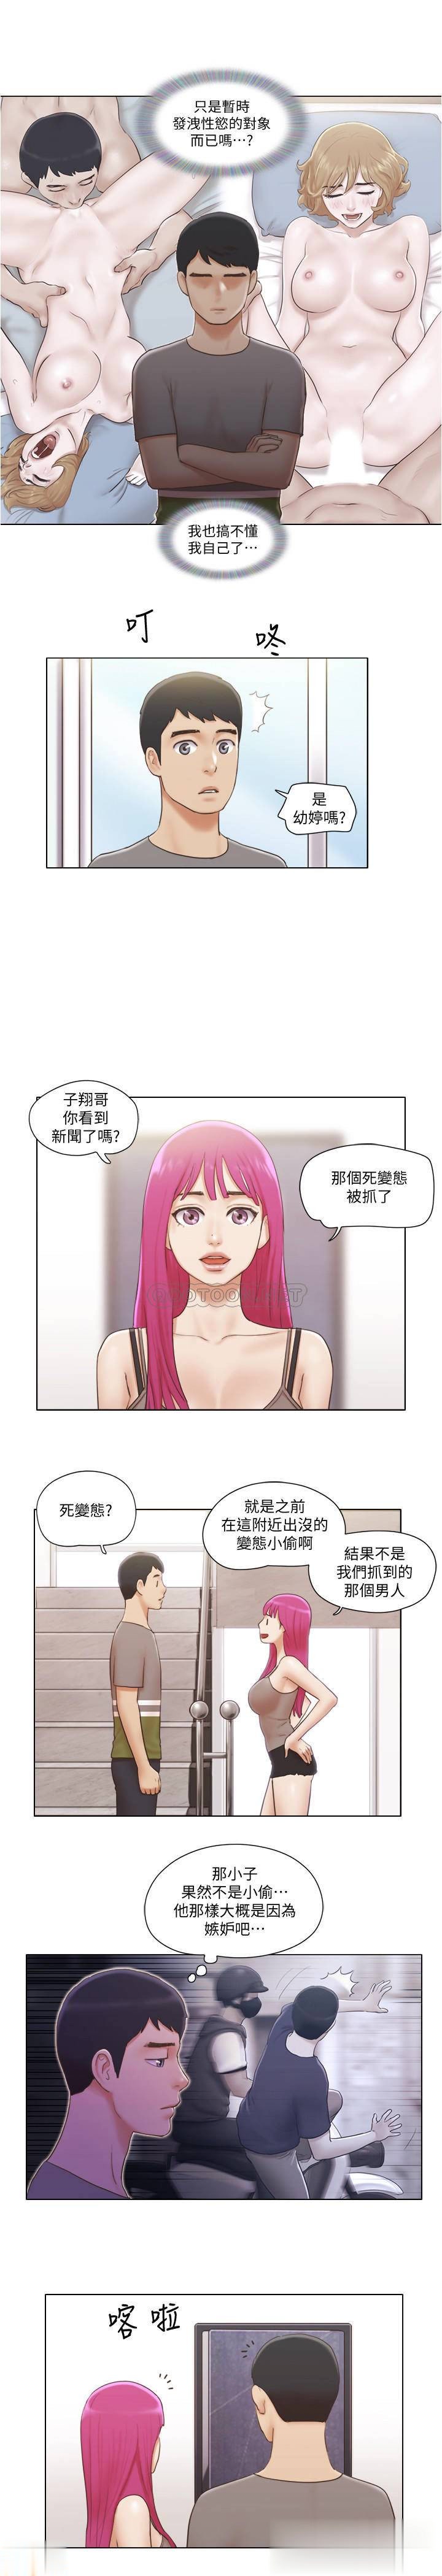 只是暫時
發洩性慾的對象
而已嗎⋯?
我也搞不懂
我自己了⋯
叮
咚
是
幼婷嗎?
子翔哥
你看到
新聞了嗎?
那個死變態
被抓了
死變態?
就是之前
在這附近出沒的
變態小偷啊
結果不是
我們抓到的
那個男人
那小子
果然不是小偷⋯
他那樣大概是因為
嫉妒吧⋯
喀啦